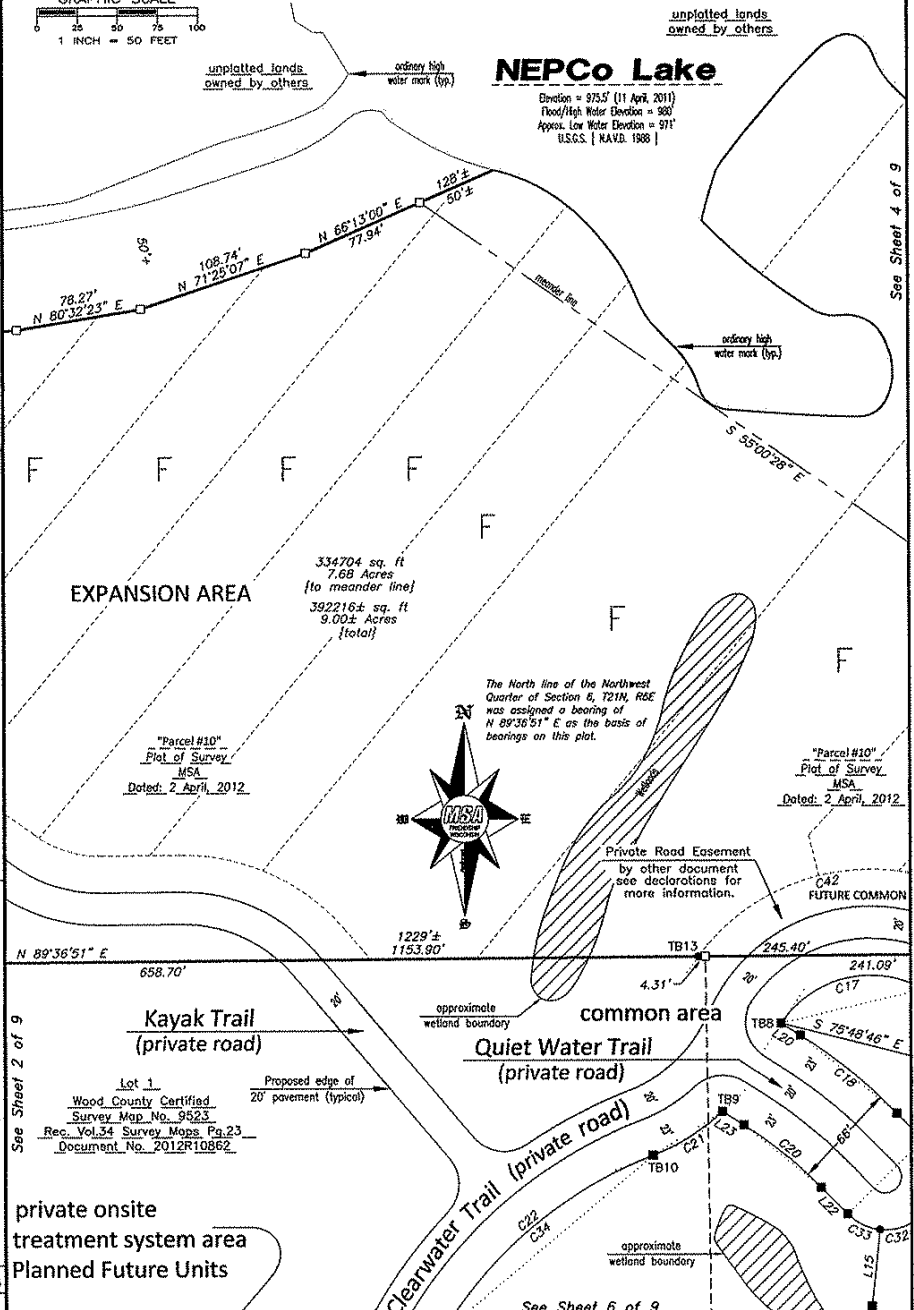 GRAPHIC SCALE
0 25 50 75 100
1 INCH = 50 FEET
unplatted lands
owned by others
ordinary high
water mark (typ.)
unplatted lands
owned by others
NEPCo Lake
Elevation = 975.5' (11 April, 2011)
Flood/High Water Elevation = 980'
Approx. Low Water Elevation = 971'
U.S.G.S. [ N.A.V.D. 1988 ]
See Sheet 4 of 9
128'±
50'±
N 66°13'00" E
77.94'
50'±
108.74'
N 71°25'07" E
78.27'
N 80°32'23" E
meander line
ordinary high
water mark (typ.)
S 55°00'28" E
F F F F
F
F
F
334704 sq. ft
7.68 Acres
{to meander line}
392216± sq. ft
9.00± Acres
{total}
EXPANSION AREA
The North line of the Northwest
Quarter of Section 6, T21N, R6E
was assigned a bearing of
N 89°36'51" E as the basis of
bearings on this plat.
N
W
E
S
MSA
FRIENDSHIP
WISCONSIN
Wetlands
"Parcel #10"
Plat of Survey
MSA
Dated: 2 April, 2012
"Parcel #10"
Plat of Survey
MSA
Dated: 2 April, 2012
Private Road Easement
by other document
see declarations for
more information.
C42
FUTURE COMMON
20'
N 89°36'51" E
658.70'
1229'±
1153.90'
TB13
245.40'
241.09'
4.31'
20'
C17
20'
approximate
wetland boundary
common area
TB8
L20
S 75°48'46" E
Kayak Trail
(private road)
Quiet Water Trail
(private road)
23'
C18
See Sheet 2 of 9
Lot 1
Wood County Certified
Survey Map No. 9523
Rec. Vol.34 Survey Maps Pg.23
Document No. 2012R10862
Proposed edge of
20' pavement (typical)
20'
20'
TB9
L23
23'
C20
66'
22'
C21
TB10
Clearwater Trail (private road)
C22
C34
L22
C33
C32
L15
private onsite
treatment system area
Planned Future Units
approximate
wetland boundary
See Sheet 6 of 9